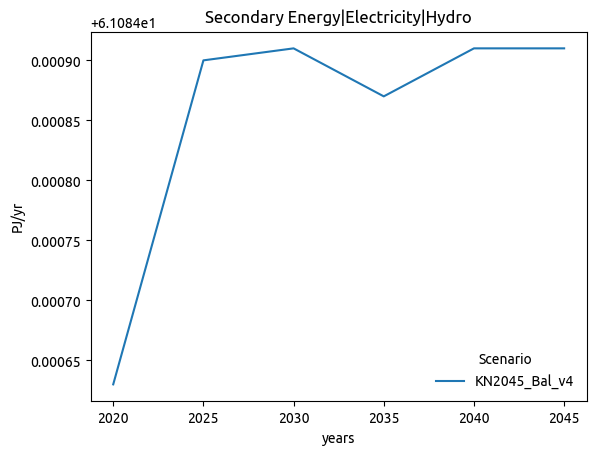 Secondary Energy|Electricity|Hydro
+6.1084e1
0.00090
0.00085
0.00080
0.00075
0.00070
0.00065
PJ/yr
Scenario
KN2045_Bal_v4
2020 2025 2030 2035 2040 2045
years